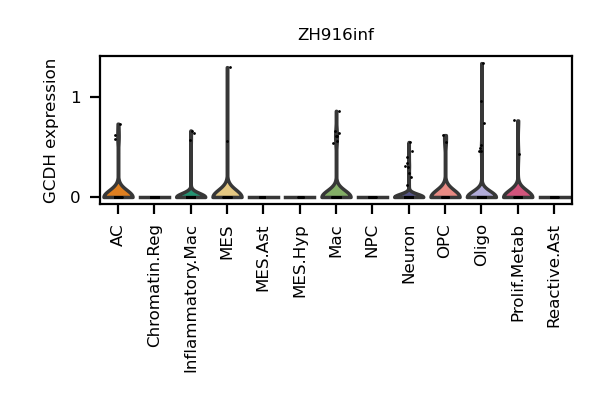 ZH916inf
GCDH expression
1
0
AC
Chromatin.Reg
Inflammatory.Mac
MES
MES.Ast
MES.Hyp
Mac
NPC
Neuron
OPC
Oligo
Prolif.Metab
Reactive.Ast